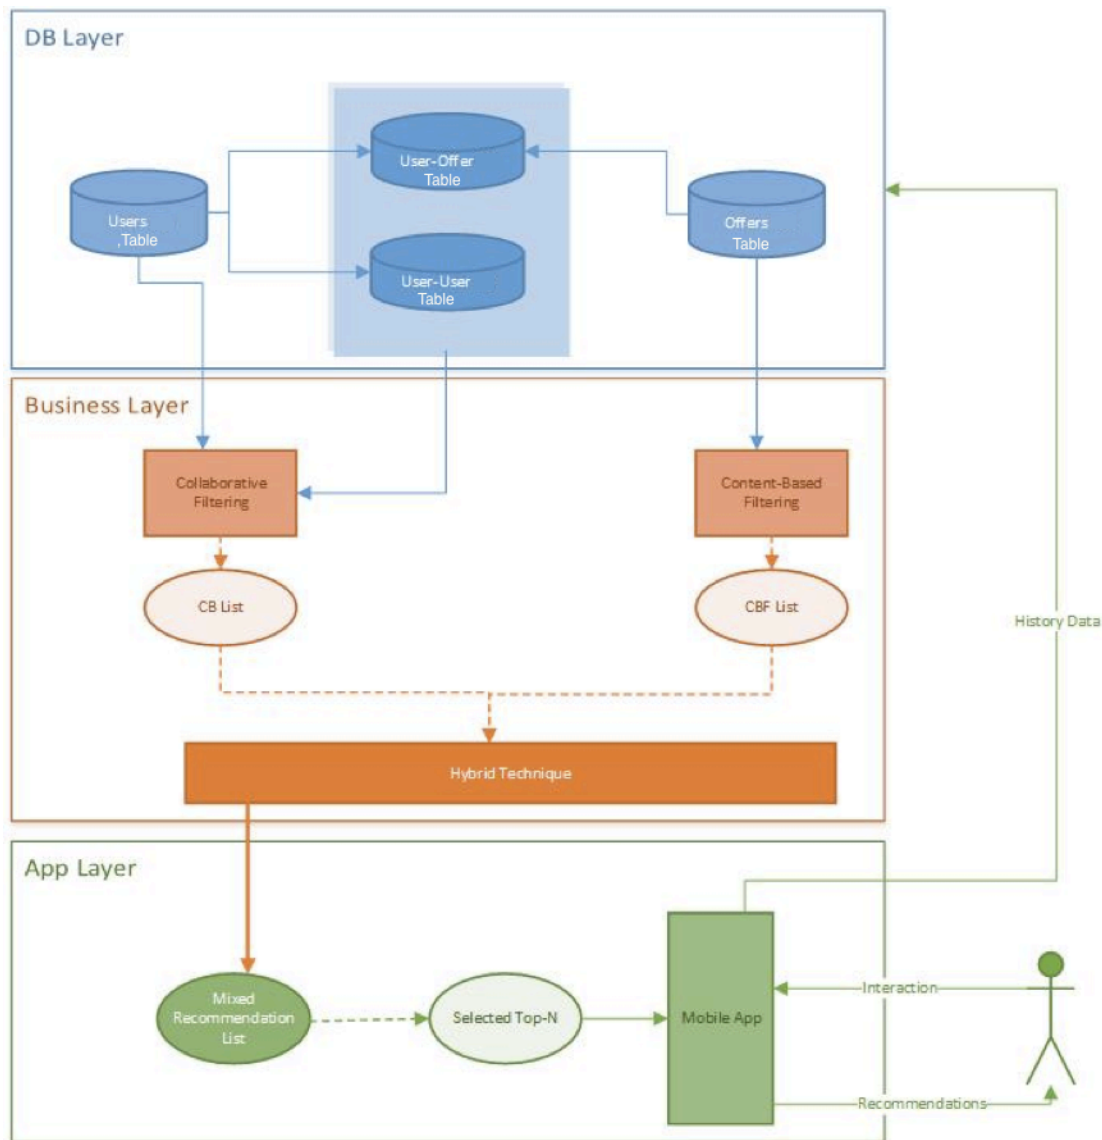 DB Layer
User-Offer
Table
Users
,Table
Offers
Table
User-User
Table
Business Layer
Collaborative
Filtering
Content-Based
Filtering
CB List
CBF List
History Data
Hybrid Technique
App Layer
Mixed
Recommendation
List
Selected Top-N
Mobile App
Interaction
Recommendations